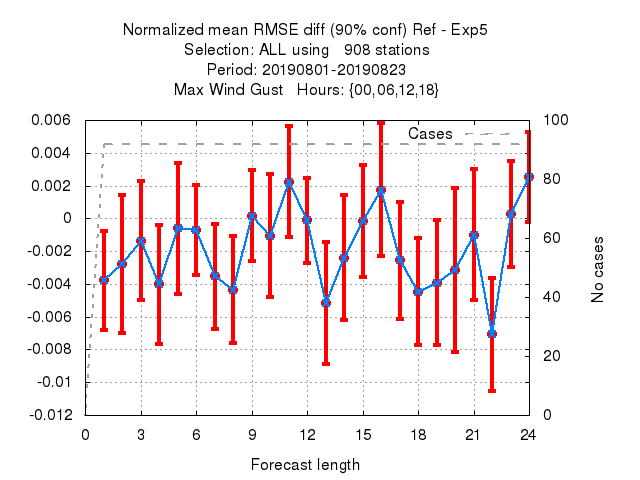 Normalized mean RMSE diff (90% conf) Ref - Exp5
Selection: ALL using 908 stations
Period: 20190801-20190823
Max Wind Gust Hours: {00,06,12,18}
Cases
0.006
0.004
0.002
0
-0.002
-0.004
-0.006
-0.008
-0.01
-0.012
100
80
60
40
20
0
No cases
0 3 6 9 12 15 18 21 24
Forecast length